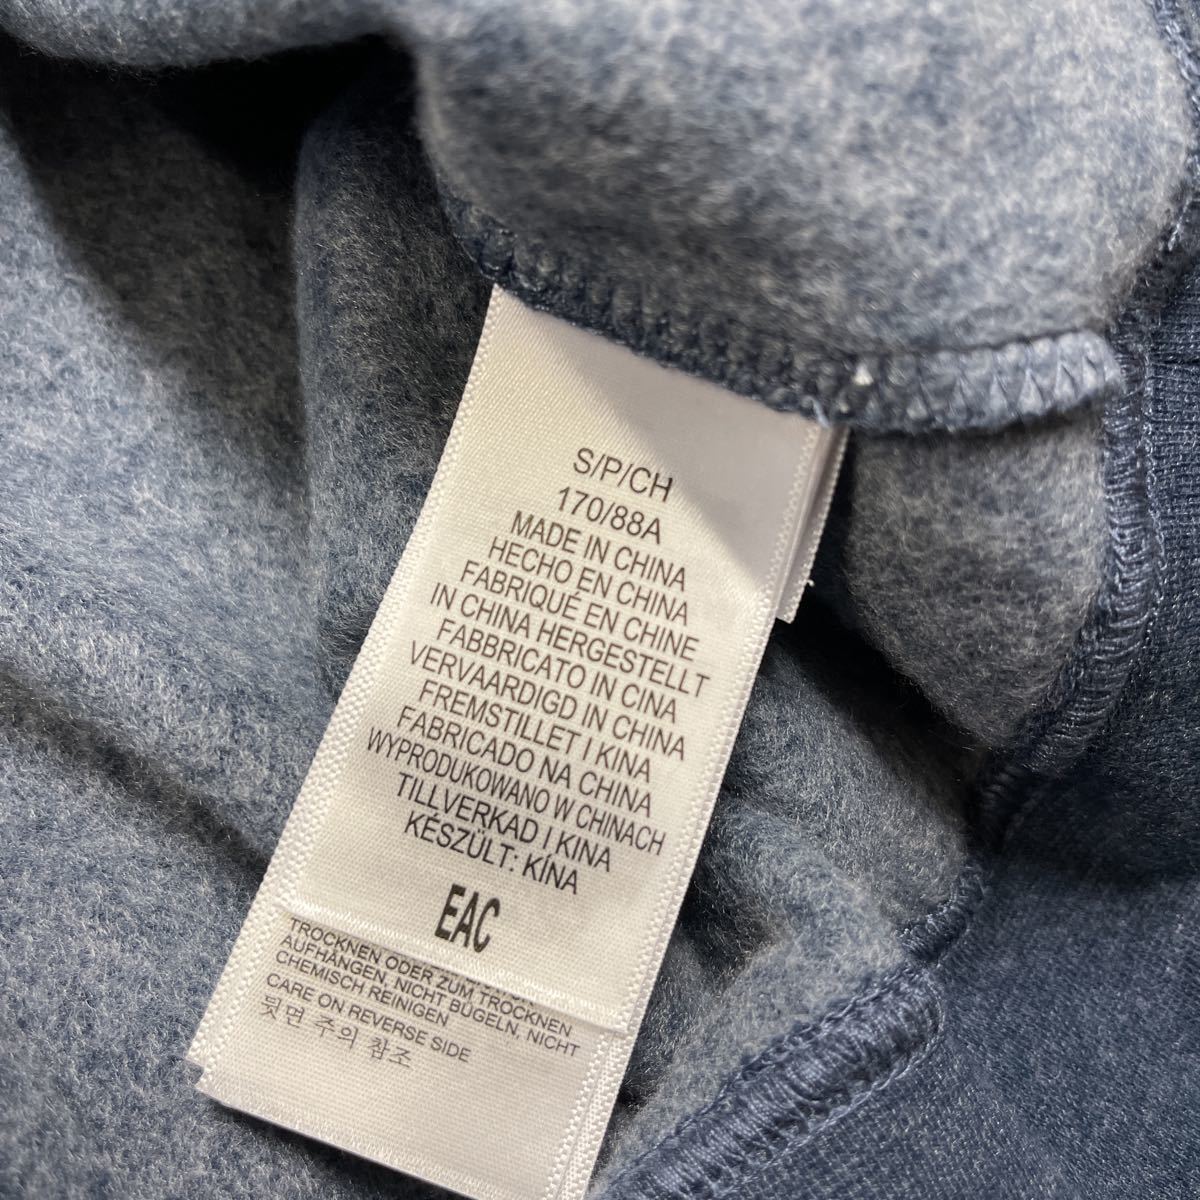 S/P/CH
170/88A
MADE IN CHINA
HECHO EN CHINA
FABRIQUÉ EN CHINE
IN CHINA HERGESTELLT
FABBRICATO IN CINA
VERVAARDIGD IN CHINA
FREMSTILLET I KINA
FABRICADO NA CHINA
WYPRODUKOWANO W CHINACH
TILLVERKAD I KINA
KÉSZÜLT: KÍNA
EAC
TROCKNEN ODER ZUM TROCKNEN
AUFHÄNGEN, NICHT BÜGELN, NICHT
CHEMISCH REINIGEN
CARE ON REVERSE SIDE
뒷면 주의 참조